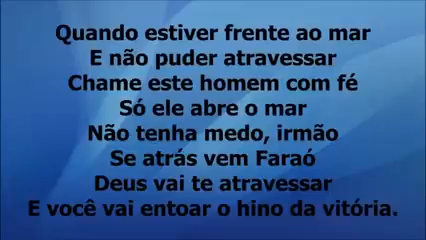 Quando estiver frente ao mar
E não puder atravessar
Chame este homem com fé
Só ele abre o mar
Não tenha medo, irmão
Se atrás vem Faraó
Deus vai te atravessar
E você vai entoar o hino da vitória.